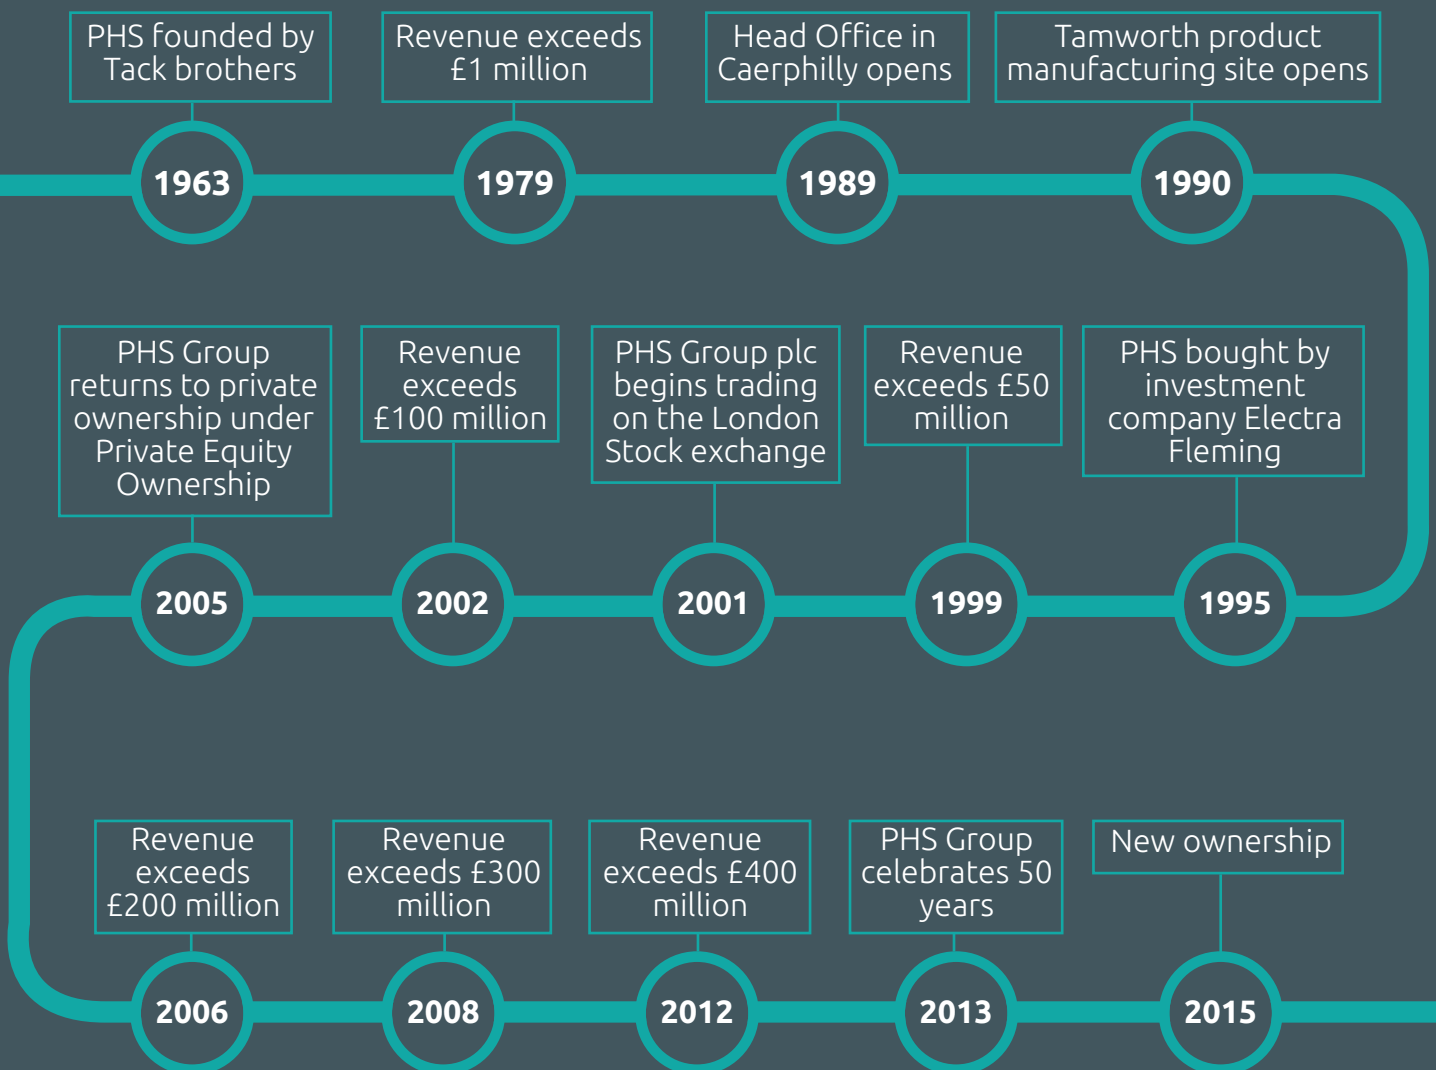 PHS founded by
Tack brothers
1963
Revenue exceeds
£1 million
1979
Head Office in
Caerphilly opens
1989
Tamworth product
manufacturing site opens
1990
PHS bought by
investment
company Electra
Fleming
1995
Revenue
exceeds £50
million
1999
PHS Group plc
begins trading
on the London
Stock exchange
2001
Revenue
exceeds
£100 million
2002
PHS Group
returns to private
ownership under
Private Equity
Ownership
2005
Revenue
exceeds
£200 million
2006
Revenue
exceeds £300
million
2008
Revenue
exceeds £400
million
2012
PHS Group
celebrates 50
years
2013
New ownership
2015